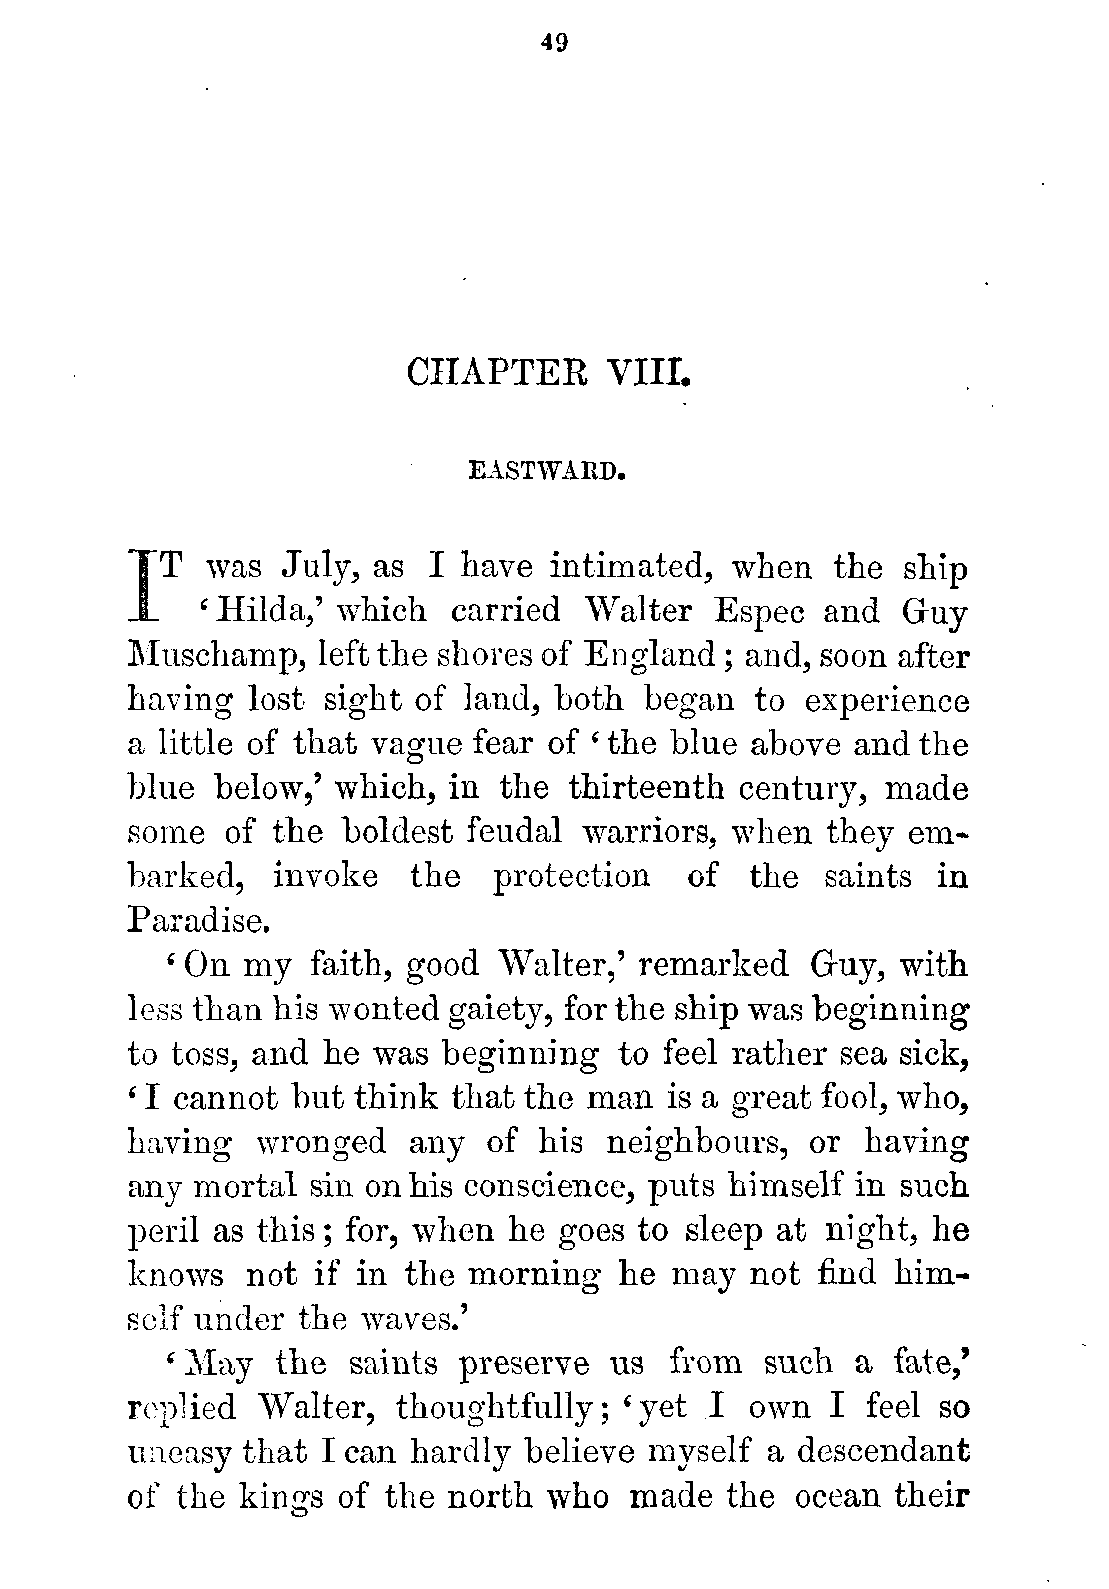 49
CHAPTER VIII.
EASTWARD.
IT was July, as I have intimated, when the ship
‘Hilda,’ which carried Walter Espec and Guy
Muschamp, left the shores of England; and, soon after
having lost sight of land, both began to experience
a little of that vague fear of ‘the blue above and the
blue below,’ which, in the thirteenth century, made
some of the boldest feudal warriors, when they em-
barked, invoke the protection of the saints in
Paradise.
‘On my faith, good Walter,’ remarked Guy, with
less than his wonted gaiety, for the ship was beginning
to toss, and he was beginning to feel rather sea sick,
‘I cannot but think that the man is a great fool, who,
having wronged any of his neighbours, or having
any mortal sin on his conscience, puts himself in such
peril as this; for, when he goes to sleep at night, he
knows not if in the morning he may not find him-
self under the waves.’
‘May the saints preserve us from such a fate,’
replied Walter, thoughtfully; ‘yet I own I feel so
uneasy that I can hardly believe myself a descendant
of the kings of the north who made the ocean their